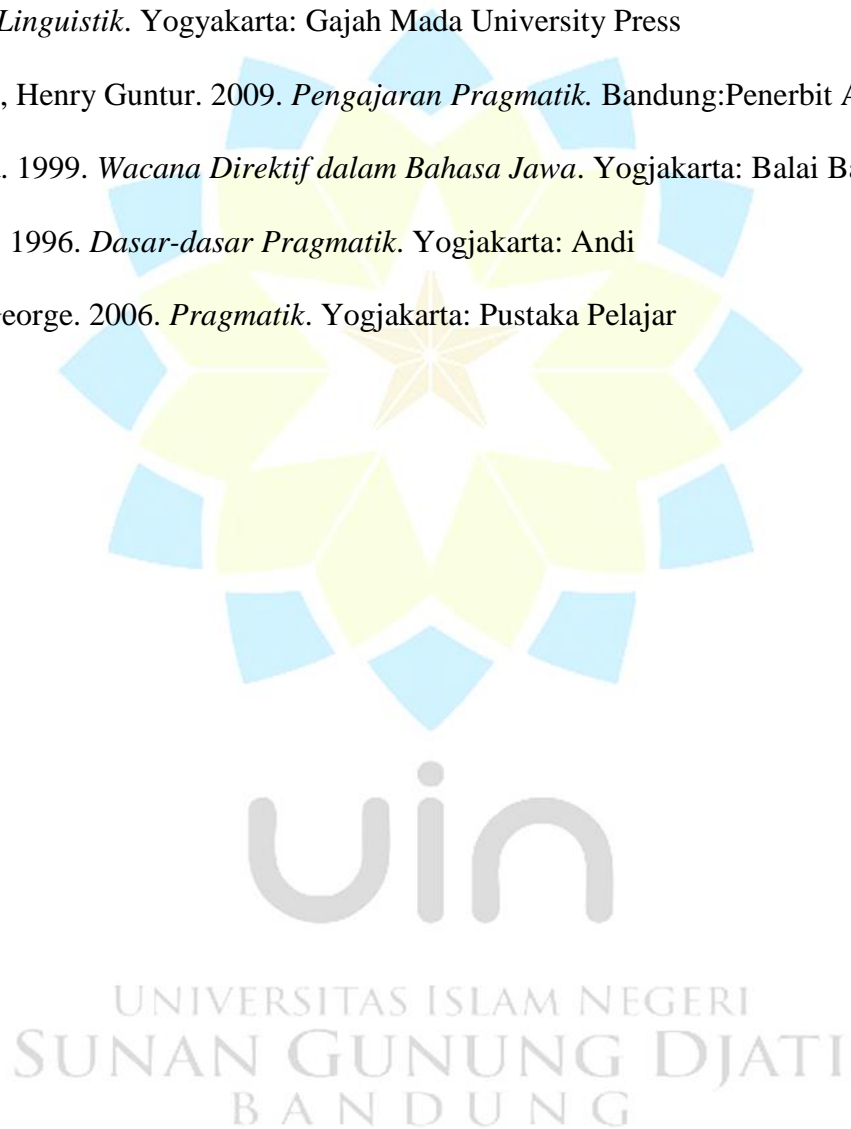 Linguistik. Yogyakarta: Gajah Mada University Press
, Henry Guntur. 2009. Pengajaran Pragmatik. Bandung:Penerbit A
. 1999. Wacana Direktif dalam Bahasa Jawa. Yogjakarta: Balai Ba
1996. Dasar-dasar Pragmatik. Yogjakarta: Andi
eorge. 2006. Pragmatik. Yogjakarta: Pustaka Pelajar
uin
UNIVERSITAS ISLAM NEGERI
SUNAN GUNUNG DJATI
BANDUNG